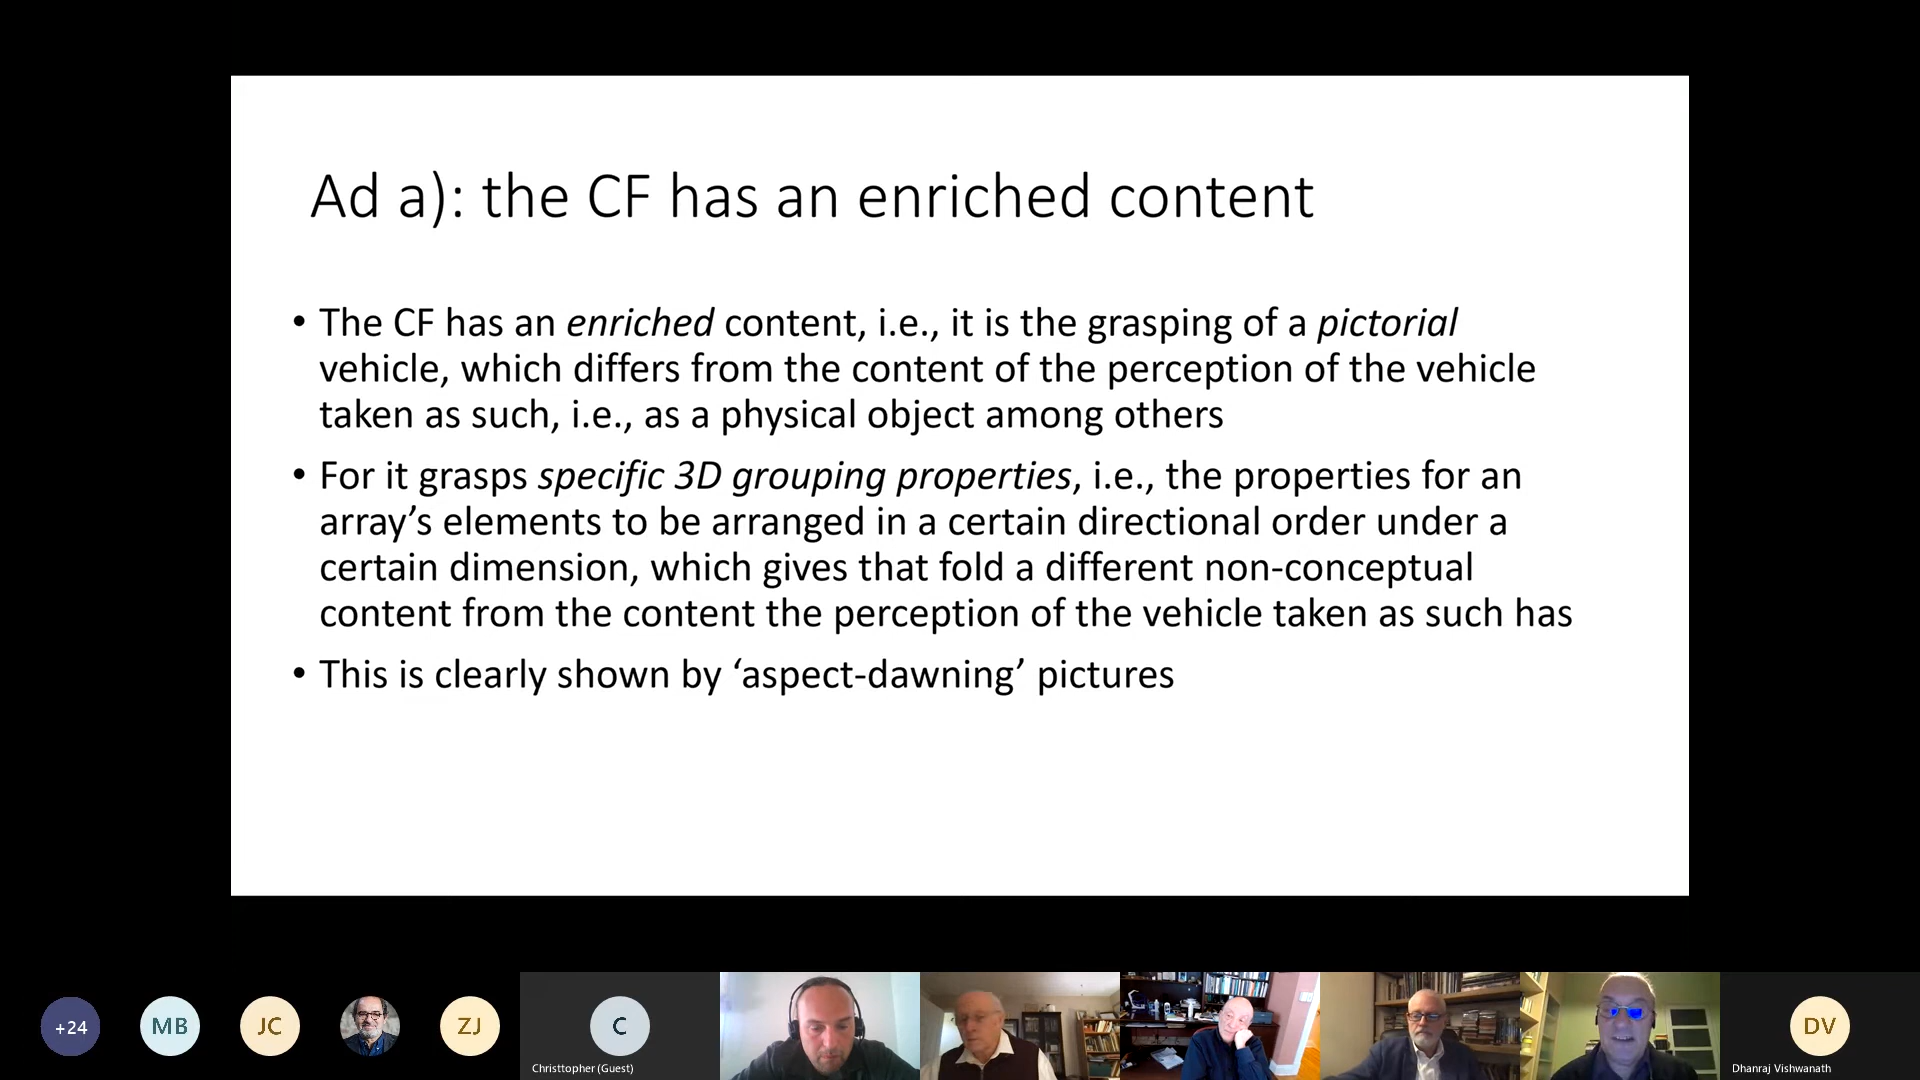 Ad a): the CF has an enriched content
• The CF has an enriched content, i.e., it is the grasping of a pictorial
vehicle, which differs from the content of the perception of the vehicle
taken as such, i.e., as a physical object among others
• For it grasps specific 3D grouping properties, i.e., the properties for an
array’s elements to be arranged in a certain directional order under a
certain dimension, which gives that fold a different non-conceptual
content from the content the perception of the vehicle taken as such has
• This is clearly shown by ‘aspect-dawning’ pictures
+24
MB
JC
ZJ
C
Christtopher (Guest)
DV
Dhanraj Vishwanath